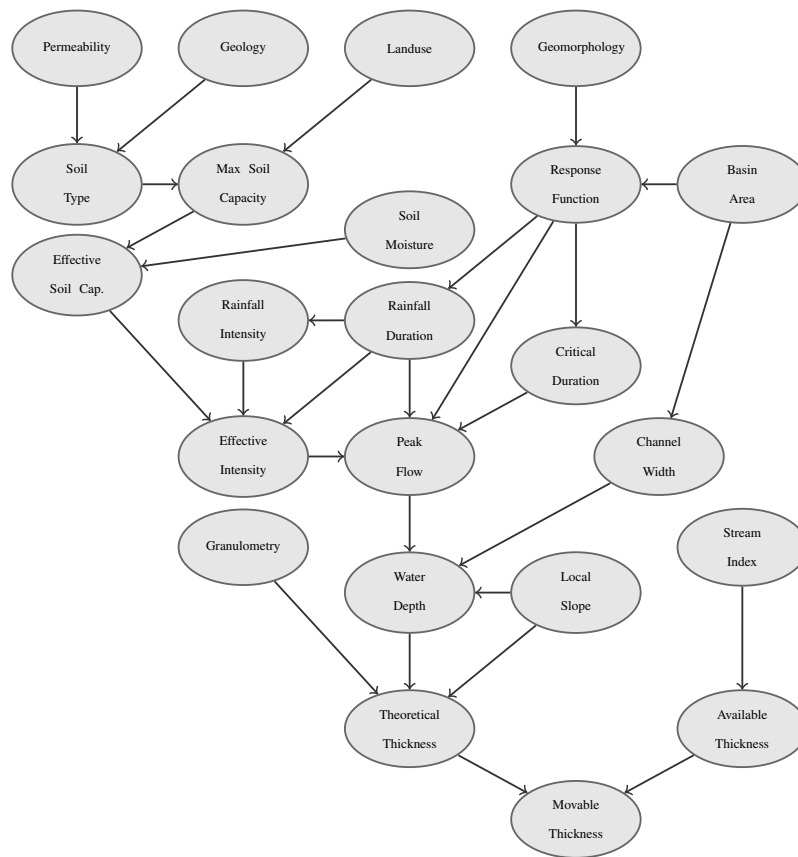 Permeability
Geology
Landuse
Geomorphology
Soil
Type
Max Soil
Capacity
Response
Function
Basin
Area
Soil
Moisture
Effective
Soil Cap.
Rainfall
Intensity
Rainfall
Duration
Critical
Duration
Effective
Intensity
Peak
Flow
Channel
Width
Granulometry
Stream
Index
Water
Depth
Local
Slope
Theoretical
Thickness
Available
Thickness
Movable
Thickness